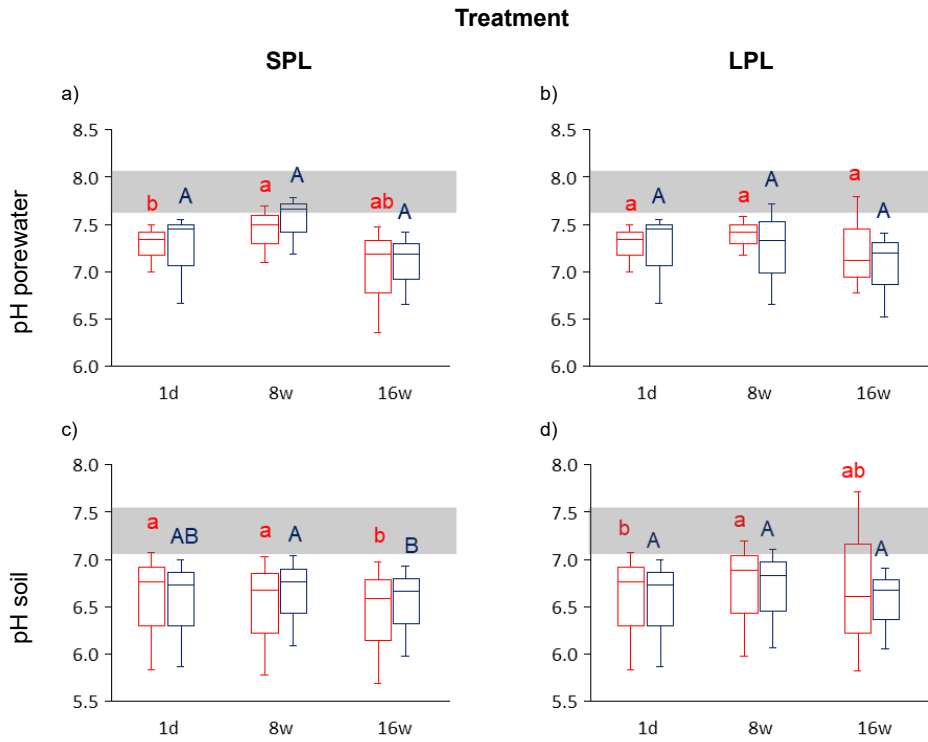 Treatment
SPL
LPL
a)
b)
pH porewater
8.5
8.0
7.5
7.0
6.5
6.0
b
A
a
A
ab
A
1d
8w
16w
8.5
8.0
7.5
7.0
6.5
6.0
a
A
a
A
a
A
1d
8w
16w
c)
d)
pH soil
8.0
7.5
7.0
6.5
6.0
5.5
a
AB
a
A
b
B
1d
8w
16w
8.0
7.5
7.0
6.5
6.0
5.5
b
A
a
A
ab
A
1d
8w
16w